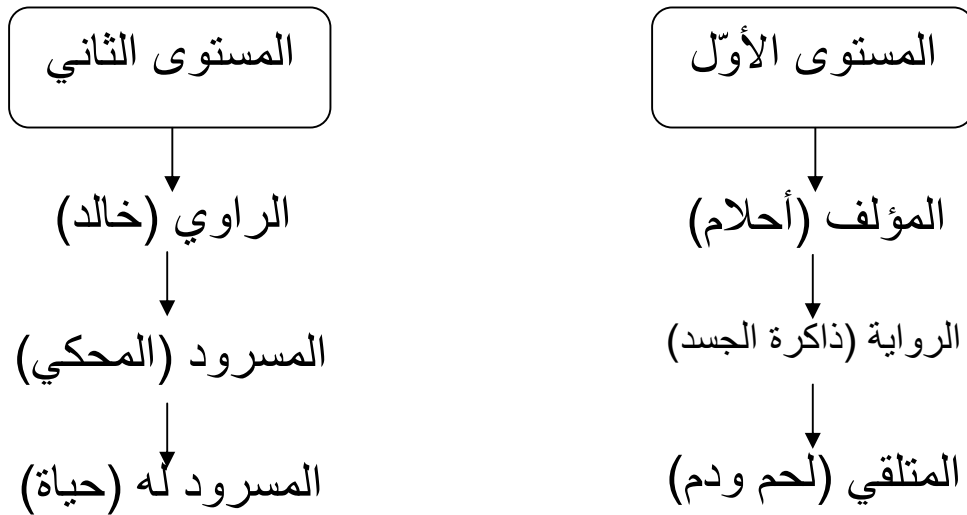 المستوى الأوّل
المؤلف (أحلام)
الرواية (ذاكرة الجسد)
المتلقي (لحم ودم)
المستوى الثاني
الراوي (خالد)
المسرود (المحكي)
المسرود له (حياة)